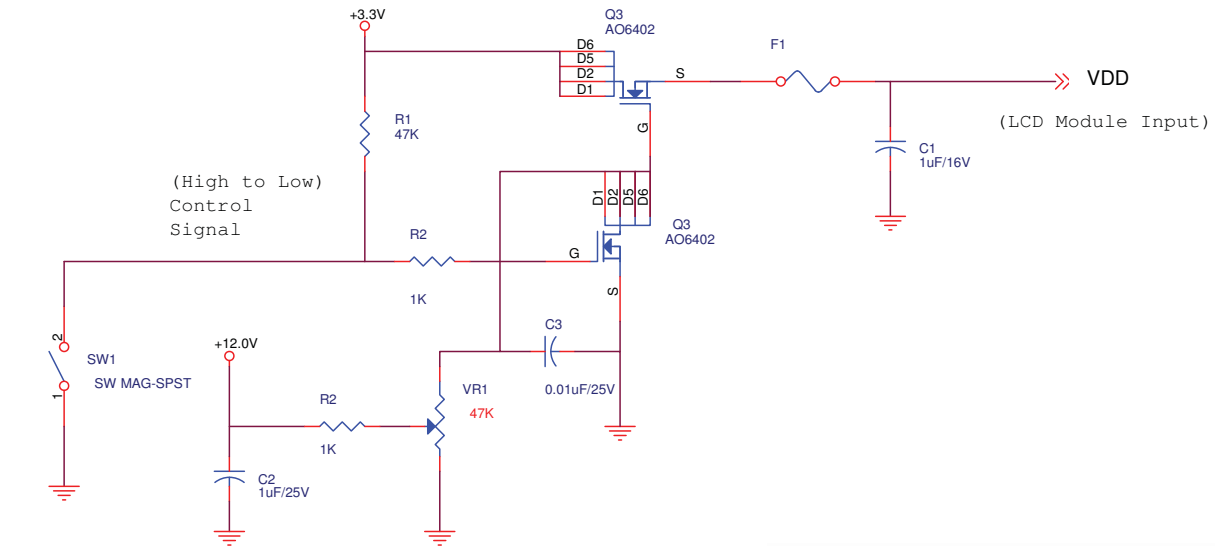 +3.3V
Q3
AO6402
D6
D5
D2
D1
S
G
F1
VDD
(LCD Module Input)
R1
47K
C1
1uF/16V
(High to Low)
Control
Signal
D1
D2
D5
D6
Q3
AO6402
R2
1K
G
S
2
SW1
SW MAG-SPST
1
+12.0V
C3
0.01uF/25V
VR1
47K
R2
1K
C2
1uF/25V